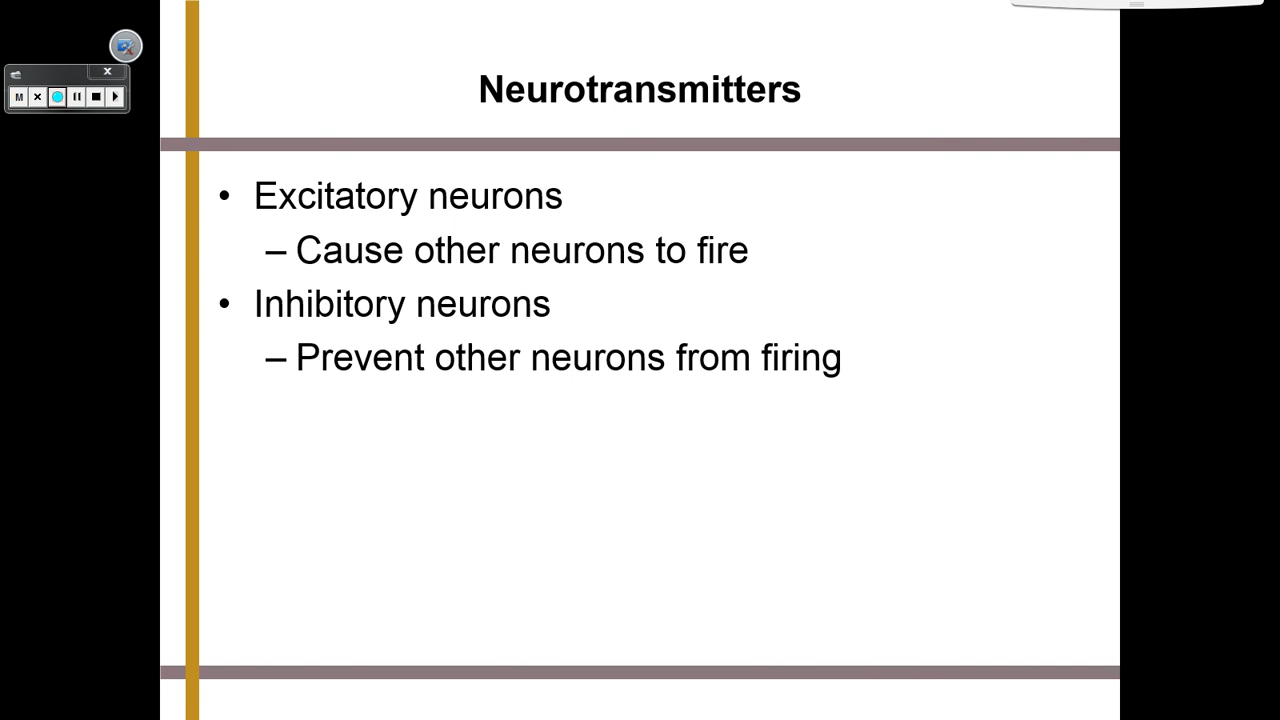 Neurotransmitters
M
• Excitatory neurons
– Cause other neurons to fire
• Inhibitory neurons
– Prevent other neurons from firing